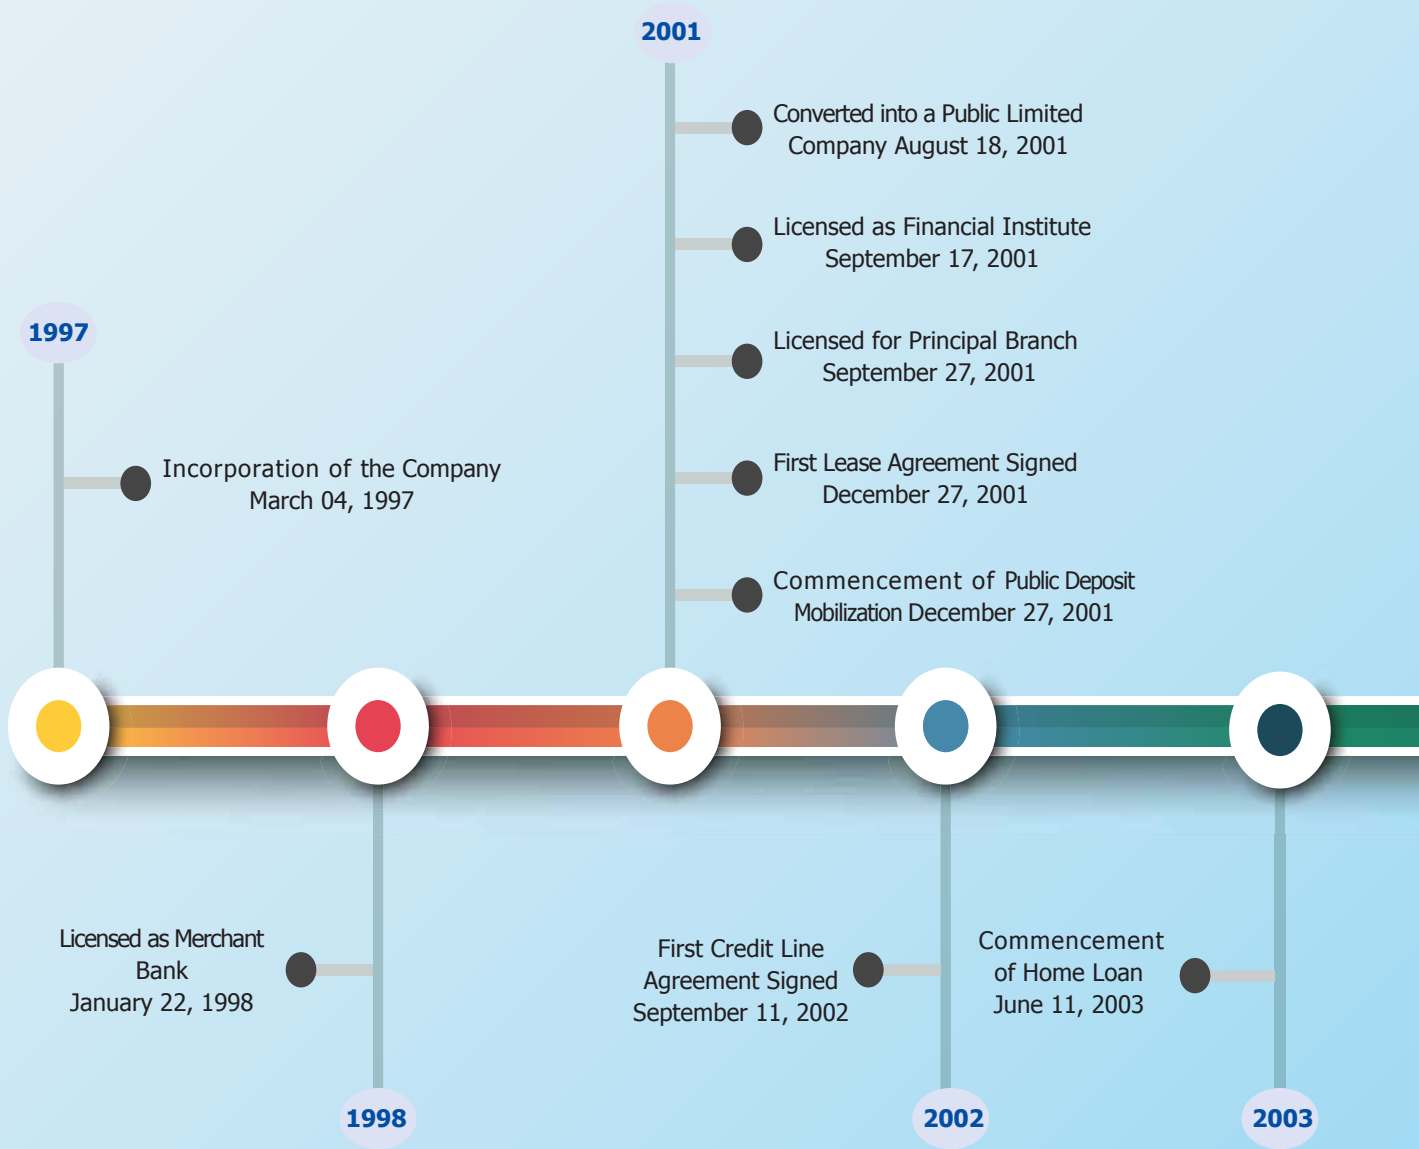 2001
Converted into a Public Limited
Company August 18, 2001
Licensed as Financial Institute
September 17, 2001
Licensed for Principal Branch
September 27, 2001
First Lease Agreement Signed
December 27, 2001
Commencement of Public Deposit
Mobilization December 27, 2001
1997
Incorporation of the Company
March 04, 1997
Licensed as Merchant
Bank
January 22, 1998
1998
First Credit Line
Agreement Signed
September 11, 2002
2002
Commencement
of Home Loan
June 11, 2003
2003